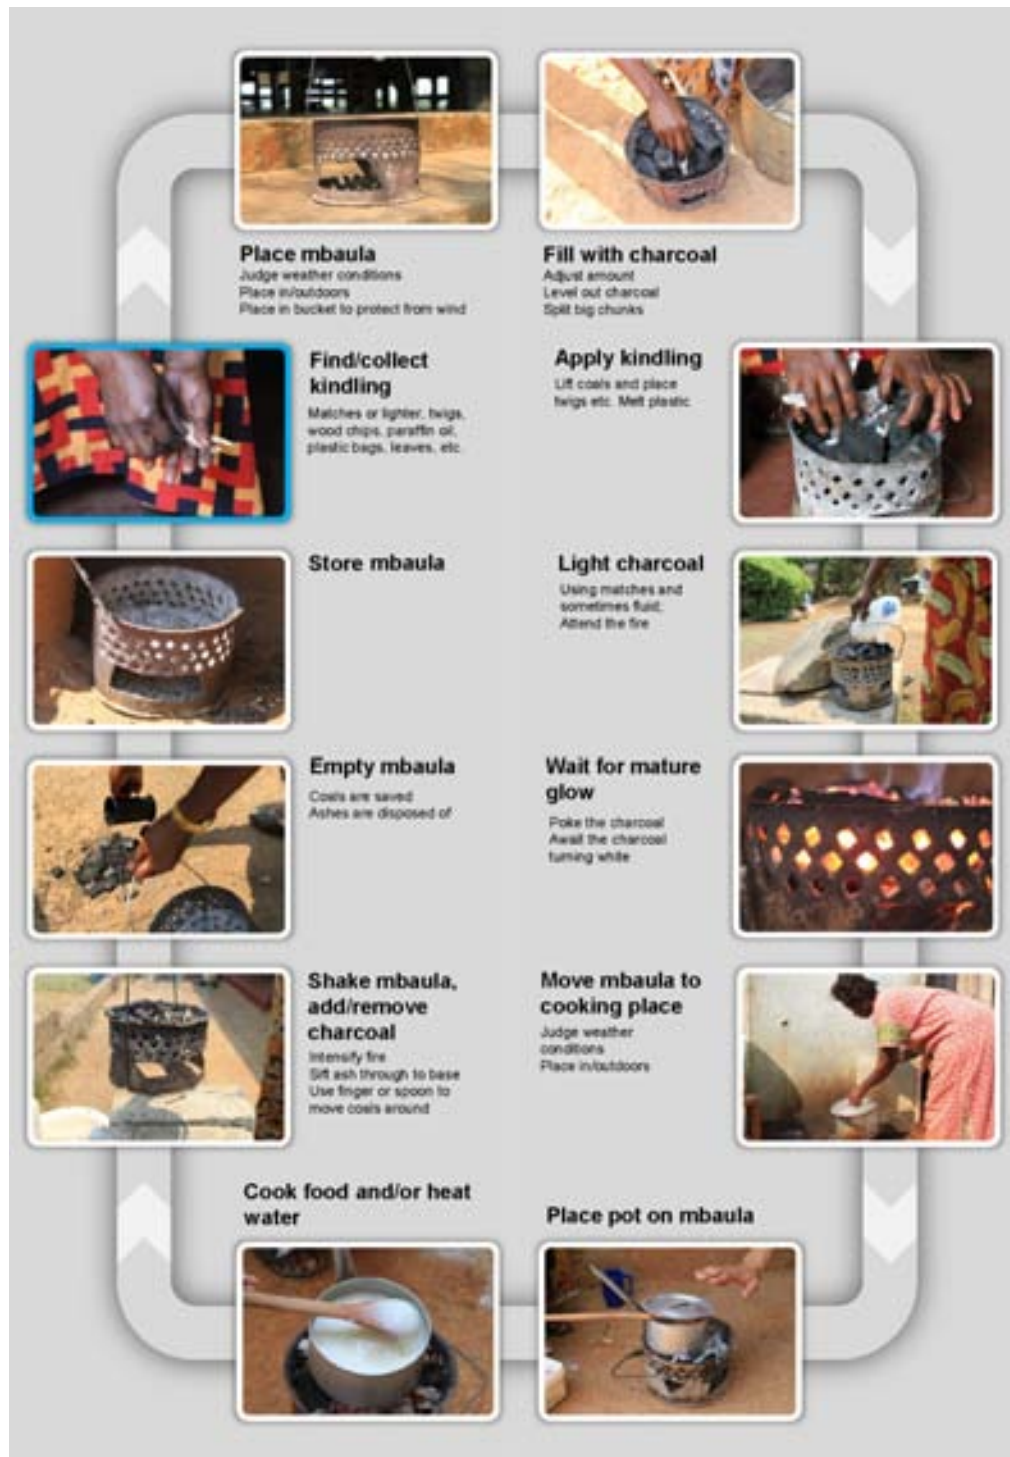 Place mbaula
Judge weather conditions
Place in/outdoors
Place in bucket to protect from wind
Fill with charcoal
Adjust amount
Level out charcoal
Split big chunks
Find/collect
kindling
Matches or lighter, twigs,
wood chips, paraffin oil,
plastic bags, leaves, etc.
Apply kindling
Lift coals and place
twigs etc. Melt plastic
Store mbaula
Light charcoal
Using matches and
sometimes fluid;
Attend the fire
Empty mbaula
Coals are saved
Ashes are disposed of
Wait for mature
glow
Poke the charcoal
Await the charcoal
turning white
Shake mbaula,
add/remove
charcoal
Intensify fire
Sift ash through to base
Use finger or spoon to
move coals around
Move mbaula to
cooking place
Judge weather
conditions
Place in/outdoors
Cook food and/or heat
water
Place pot on mbaula